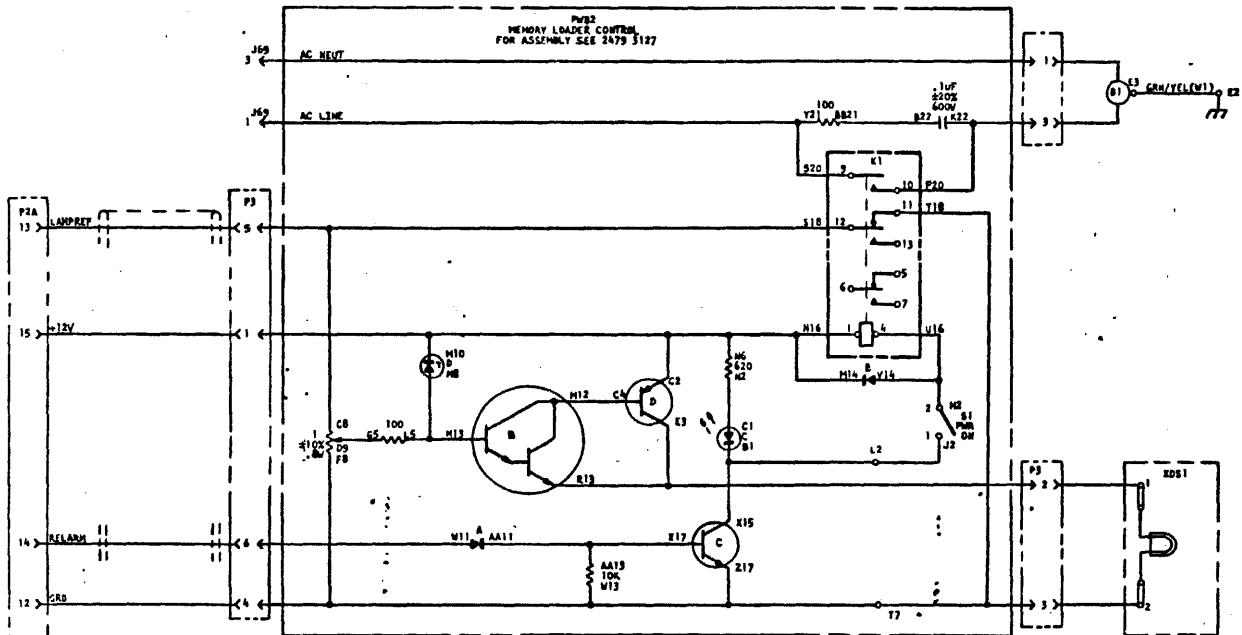 PWB2
MEMORY LOADER CONTROL
FOR ASSEMBLY SEE 2479 3127
3 J69 AC NEUT
1
B1 E3 GRN/YEL(W1) E2
1 J69 AC LINE
Y21 100 BB21
.1uF
±20%
600V
B22 K22
3
K1
S20 9
10 P20
P2A
P3
13 LAMPREF
5
S18 12
11 T18
13
5
6
7
15 +12V
1
N16 1 4 U16
M10
D
M8
N6
620
N2
B
M14 V14
C2
M12 C4 D
E3
B
C1
C
B1
2 N2
S1
PWR
ON
1 J2
1
±10%
C8
D9
F8
100
G5 L5 M13
L2
R13
P3
2
XDS1
1
14 RELARM
6
A
W11 AA11
X17 C X15
Z17
AA13
10K
W13
12 GRD
4
T7
3
2